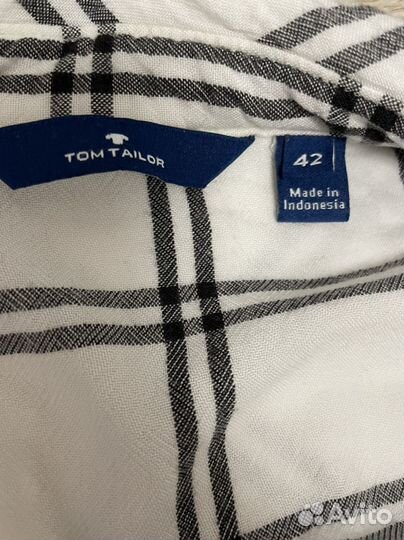 TOM TAILOR
42
Made in
Indonesia
Avito